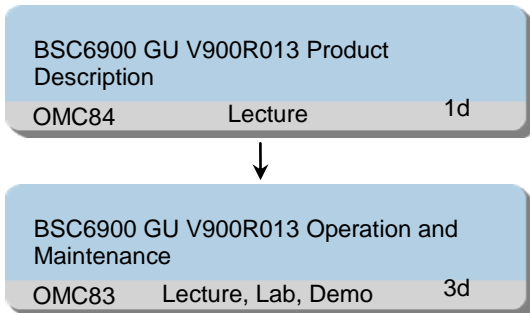 BSC6900 GU V900R013 Product
Description
OMC84 Lecture 1d
BSC6900 GU V900R013 Operation and
Maintenance
OMC83 Lecture, Lab, Demo 3d